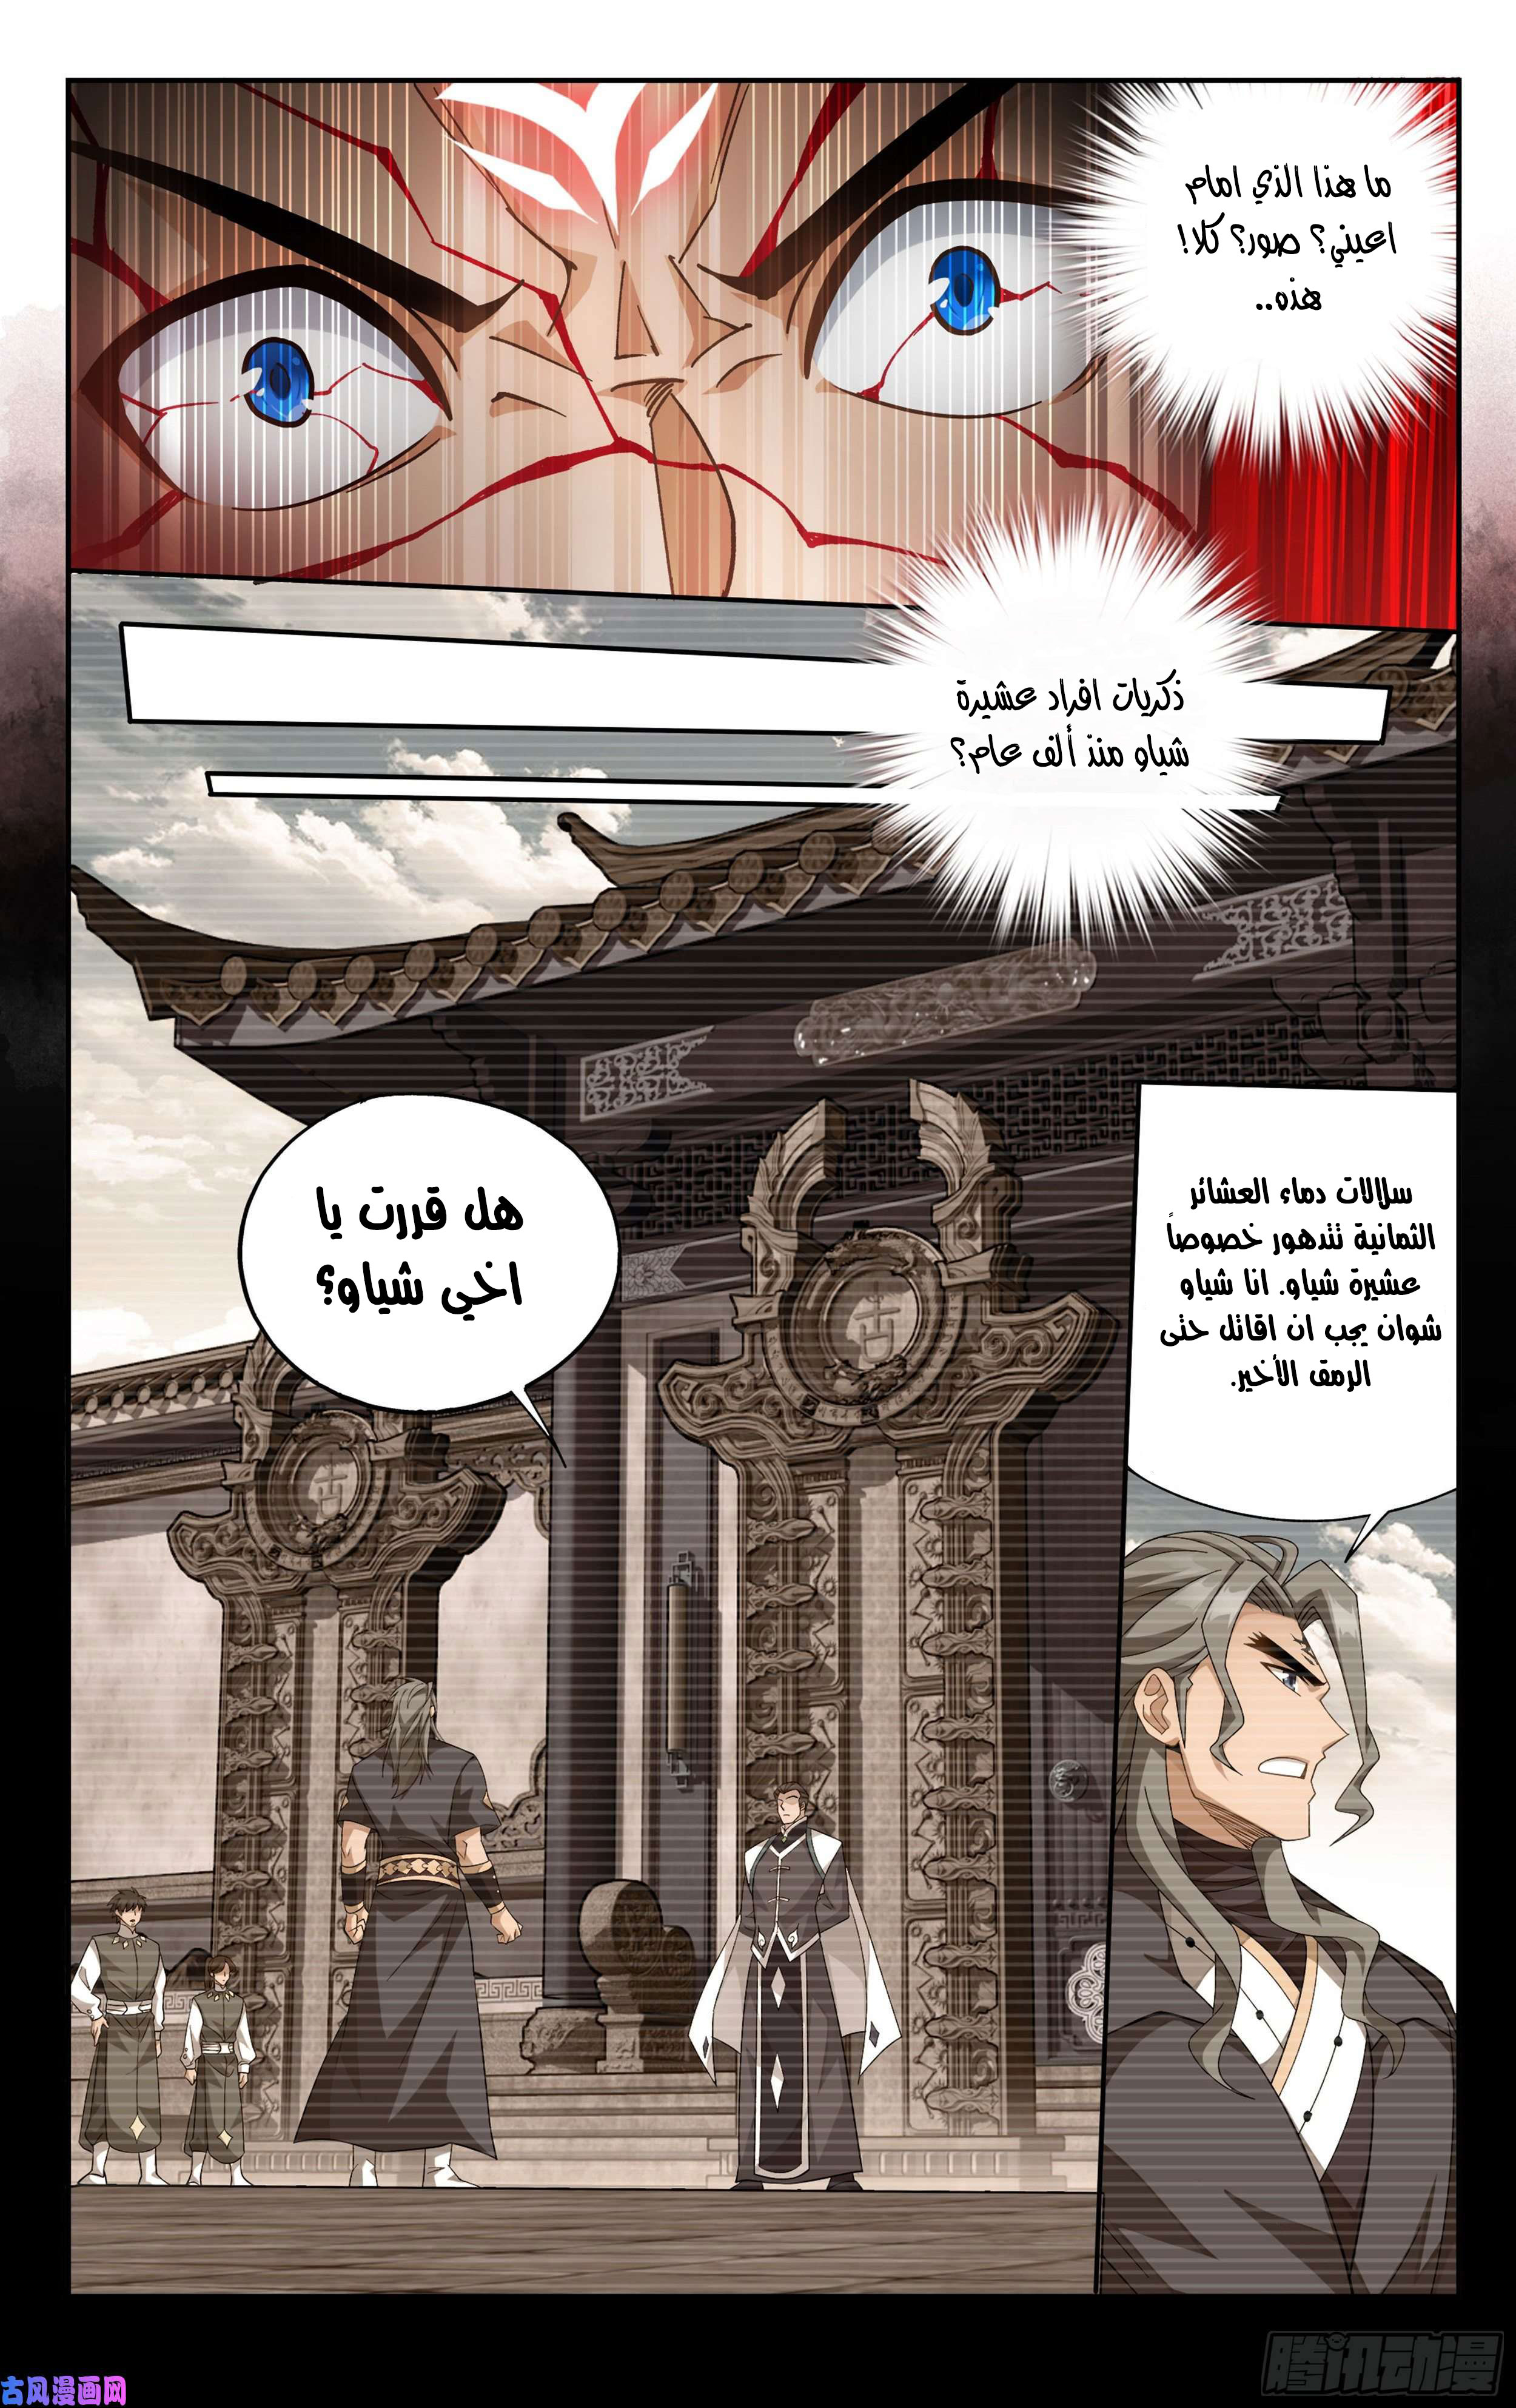 ما هذا الذي امام
اعيني؟ صور؟ كلا!
هذه..
ذكريات افراد عشيرة
شياو منذ ألف عام؟
هل قررت يا
اخي شياو؟
سلالات دماء العشائر
الثمانية تتدهور خصوصاً
عشيرة شياو. انا شياو
شوان يجب ان اقاتل حتى
الرمق الأخير.
古
古
腾讯动漫
古风漫画网